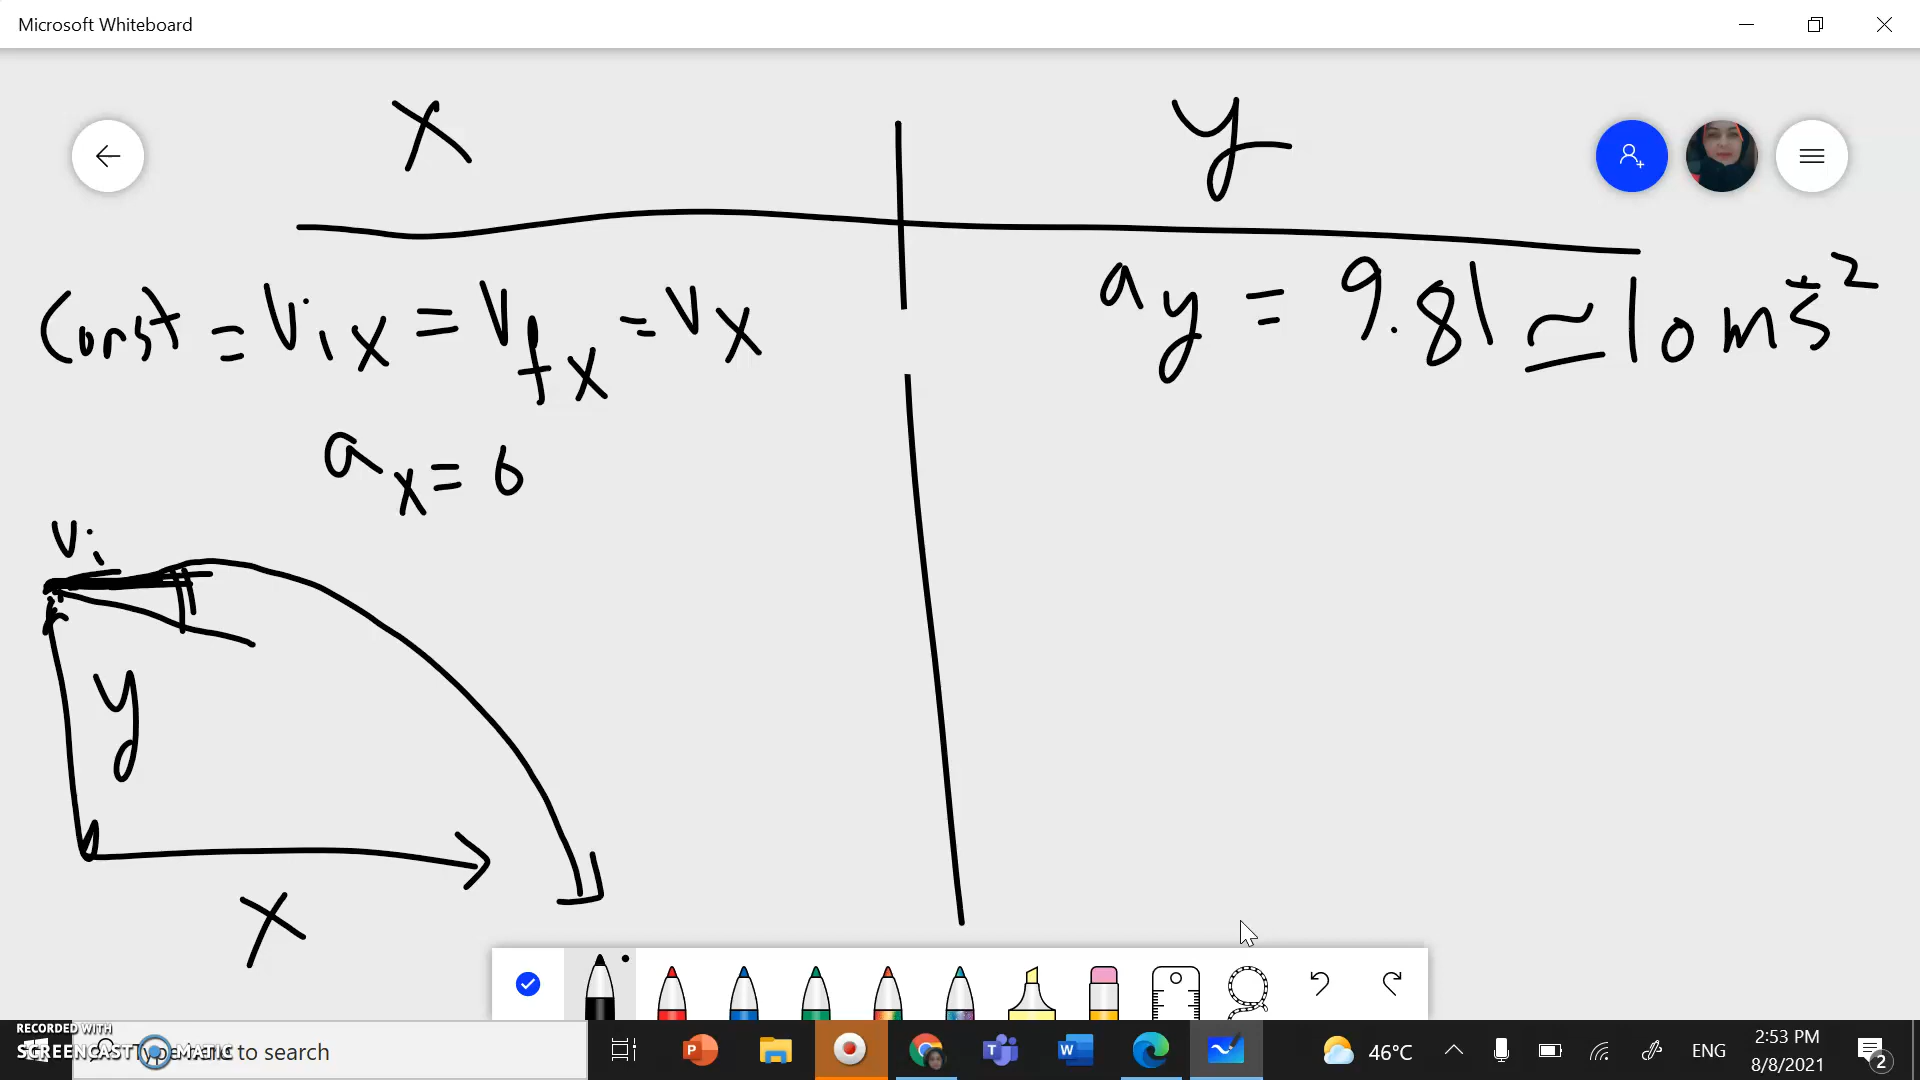 Microsoft Whiteboard
x
y
Const = Vix = Vfx = Vx
ay = 9.81 ≃ 10 ms⁻²
ax = 0
Vi
y
x
RECORDED WITH
SCREENCAST MATIC
to search
46°C
ENG
2:53 PM
8/8/2021
2